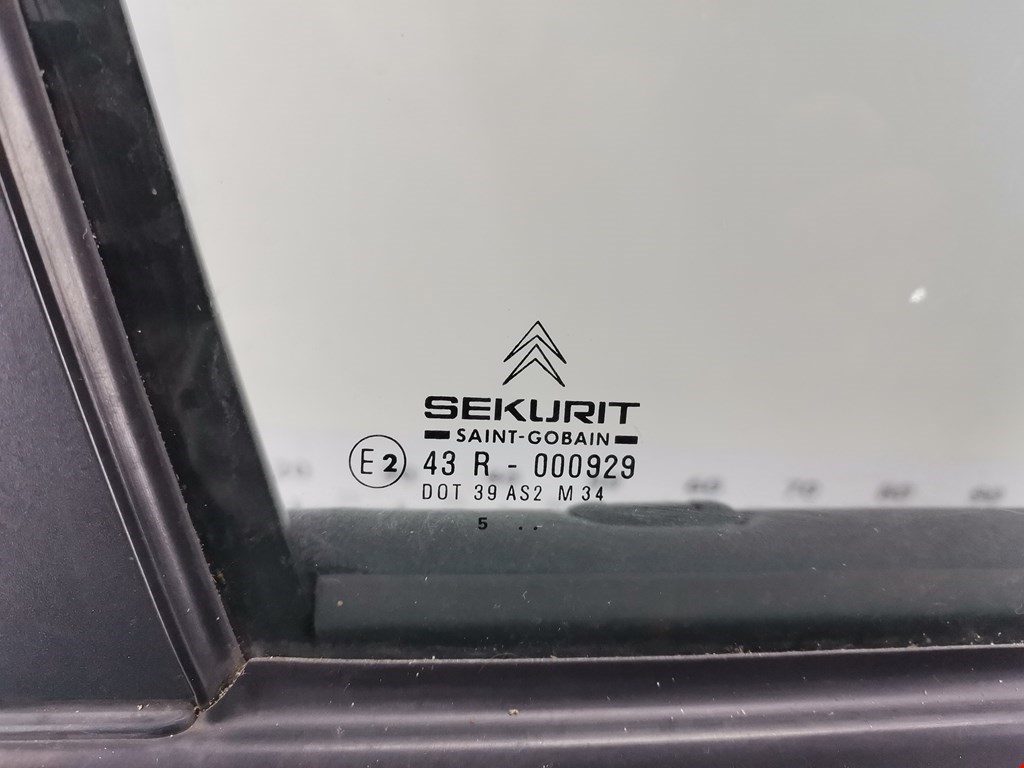 SEKURIT
SAINT-GOBAIN
E2 43 R - 000929
DOT 39 AS2 M 34
5 . ..